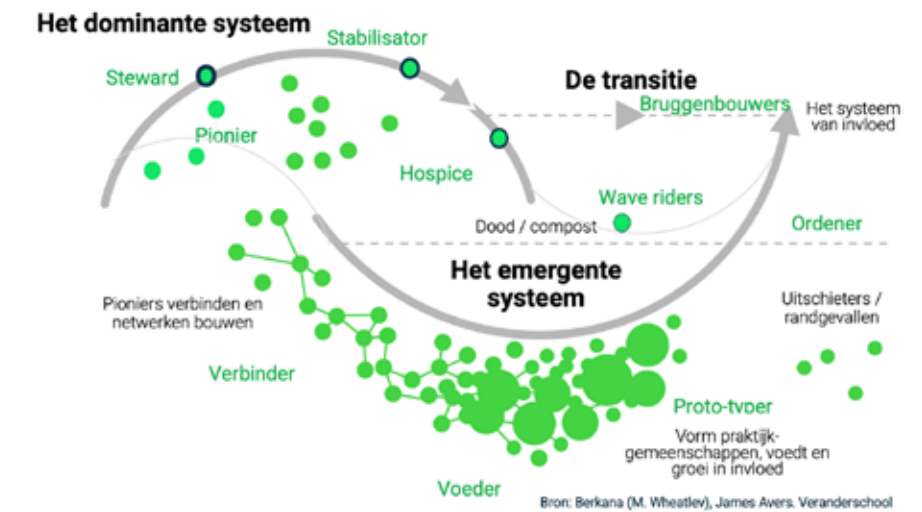 Het dominante systeem
Stabilisator
Steward
De transitie
Bruggenbouwers
Het systeem
van invloed
Pionier
Hospice
Wave riders
Dood / compost
Ordener
Het emergente
systeem
Pioniers verbinden en
netwerken bouwen
Uitschieters /
randgevallen
Verbinder
Proto-typer
Vorm praktijk-
gemeenschappen, voedt en
groei in invloed
Voeder
Bron: Berkana (M. Wheatlev), James Avers. Veranderschool